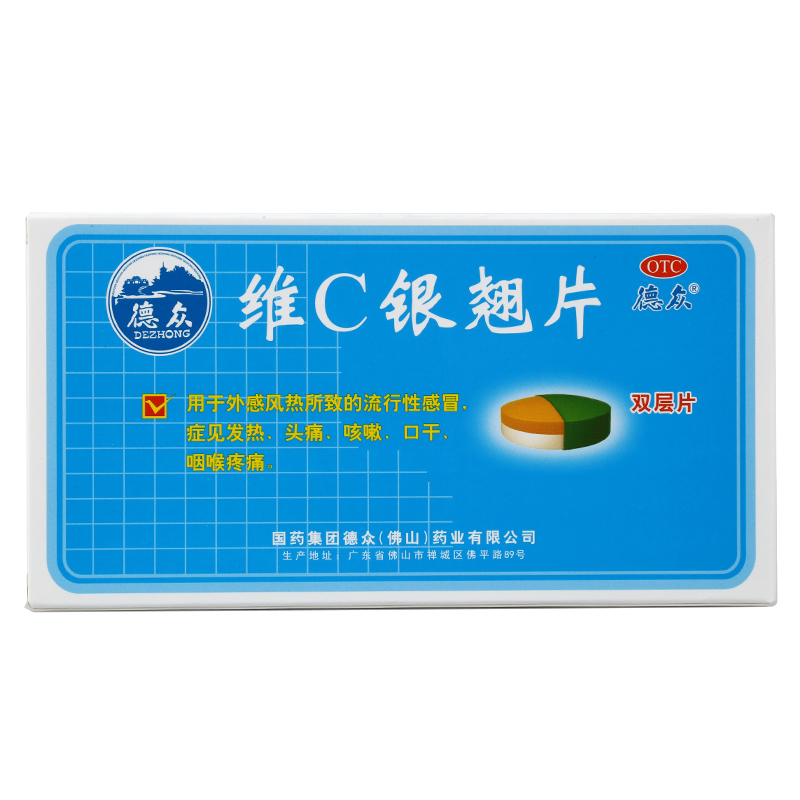 德众
DEZHONG
维C银翘片
OTC
德众®
用于外感风热所致的流行性感冒，
症见发热、头痛、咳嗽、口干、
咽喉疼痛。
双层片
国药集团德众(佛山)药业有限公司
生产地址：广东省佛山市禅城区佛平路89号